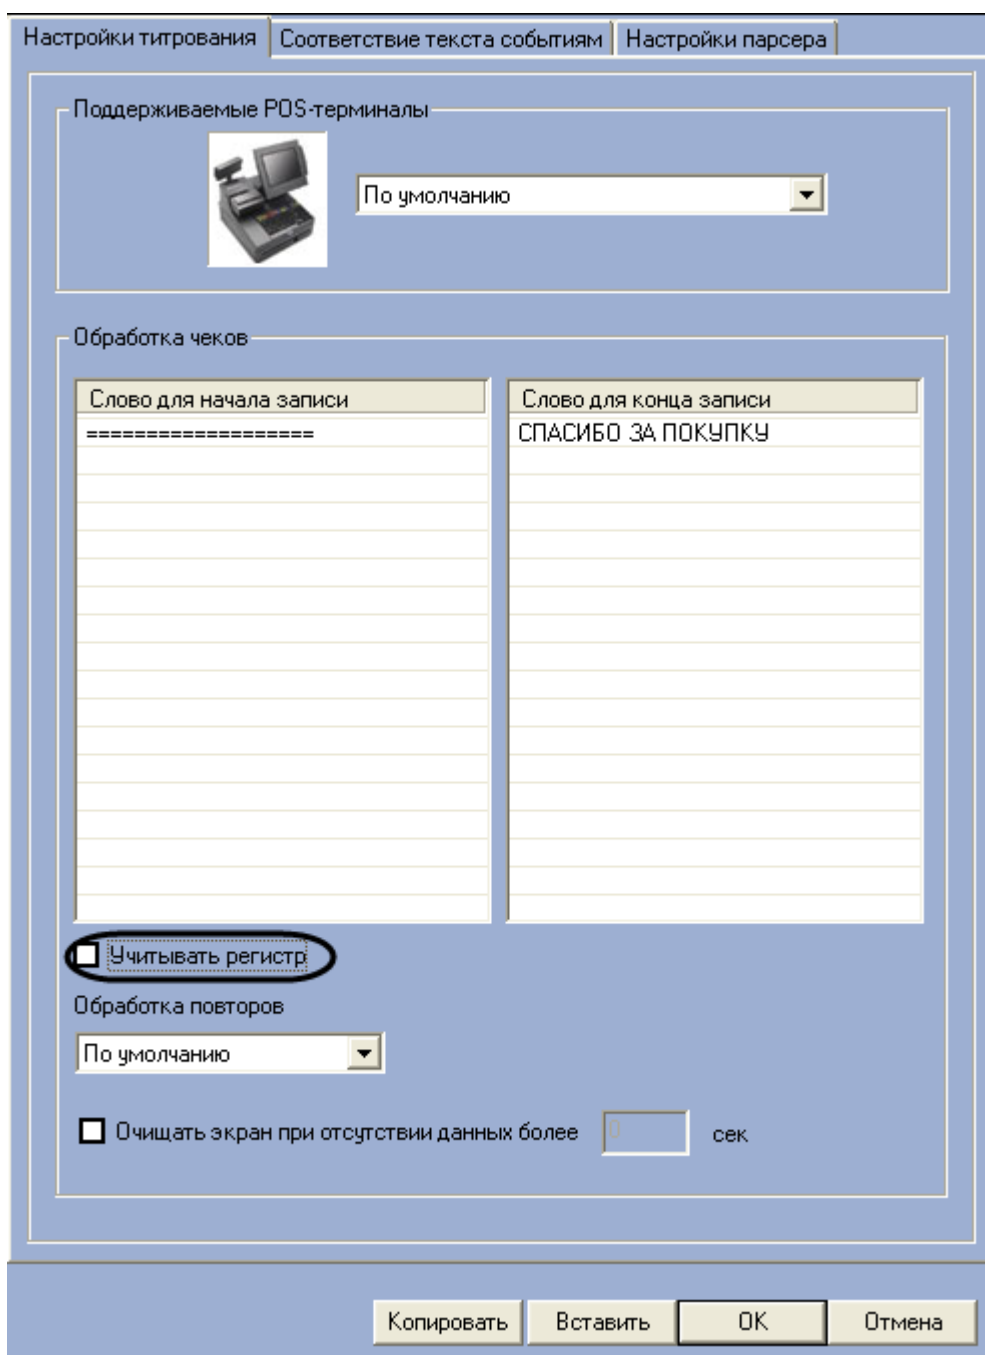 Настройки титрования Соответствие текста событиям Настройки парсера
Поддерживаемые POS-терминалы
По умолчанию
Обработка чеков
Слово для начала записи Слово для конца записи
=================== СПАСИБО ЗА ПОКУПКУ
Учитывать регистр
Обработка повторов
По умолчанию
Очищать экран при отсутствии данных более 0 сек
Копировать Вставить OK Отмена